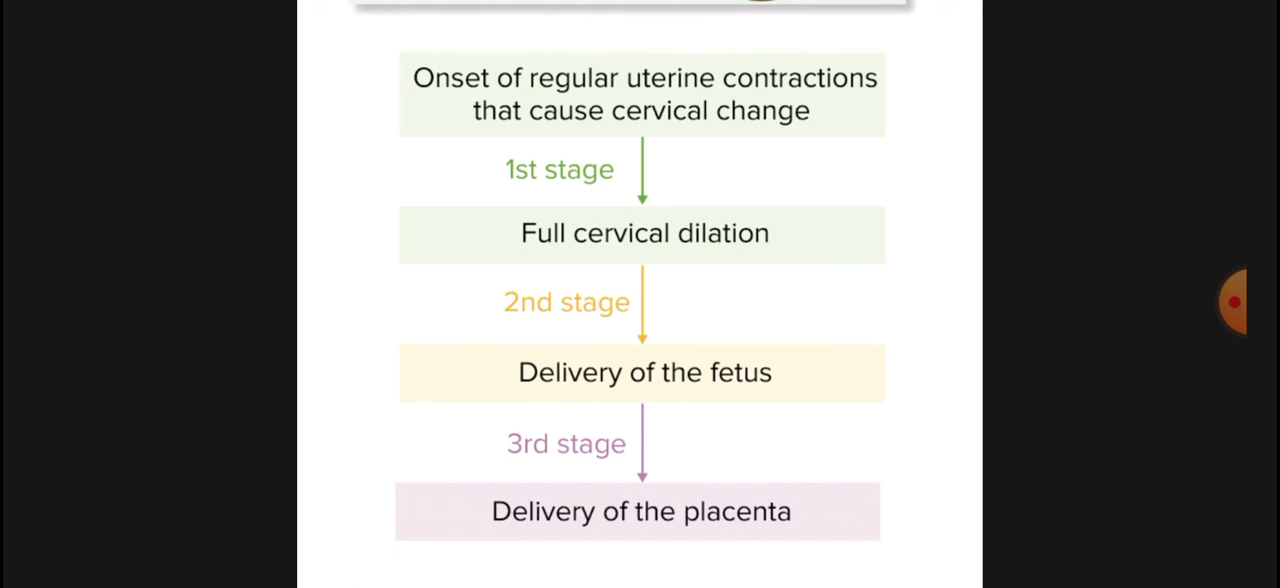 Onset of regular uterine contractions
that cause cervical change
1st stage
Full cervical dilation
2nd stage
Delivery of the fetus
3rd stage
Delivery of the placenta